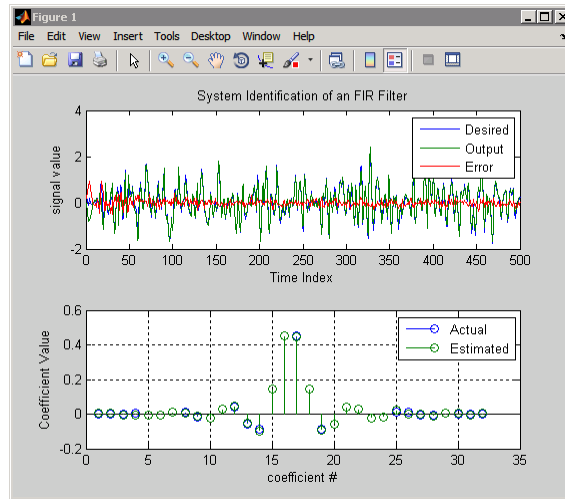 Figure 1
File Edit View Insert Tools Desktop Window Help
System Identification of an FIR Filter
4
2
0
-2
signal value
Desired
Output
Error
0 50 100 150 200 250 300 350 400 450 500
Time Index
0.6
0.4
0.2
0
-0.2
Coefficient Value
Actual
Estimated
0 5 10 15 20 25 30 35
coefficient #